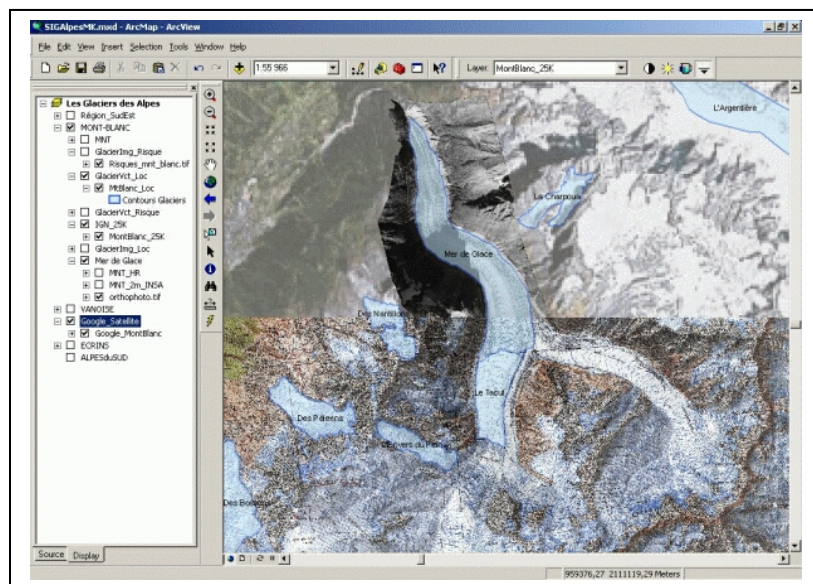 SIGAlpesMK.mxd - ArcMap - ArcView
File Edit View Insert Selection Tools Window Help
1:55 966
Layer: MontBlanc_25K
Les Glaciers des Alpes
Région_SudEst
MONT-BLANC
MNT
GlacierImg_Risque
Risques_mnt_blanc.tif
GlacierVct_Loc
MtBlanc_Loc
Contours Glaciers
GlacierVct_Risque
IGN_25K
MontBlanc_25K
GlacierImg_Loc
Mer de Glace
MNT_HR
MNT_2m_INSA
orthophoto.tif
VANOISE
Google_Satellite
Google_MontBlanc
ECRINS
ALPESduSUD
Source Display
L'Argentière
La Charpoua
Mer de Glace
Des Nantillons
Le Tacul
Des Pèlerins
L'Envers du Plan
959376,27 2111119,29 Meters